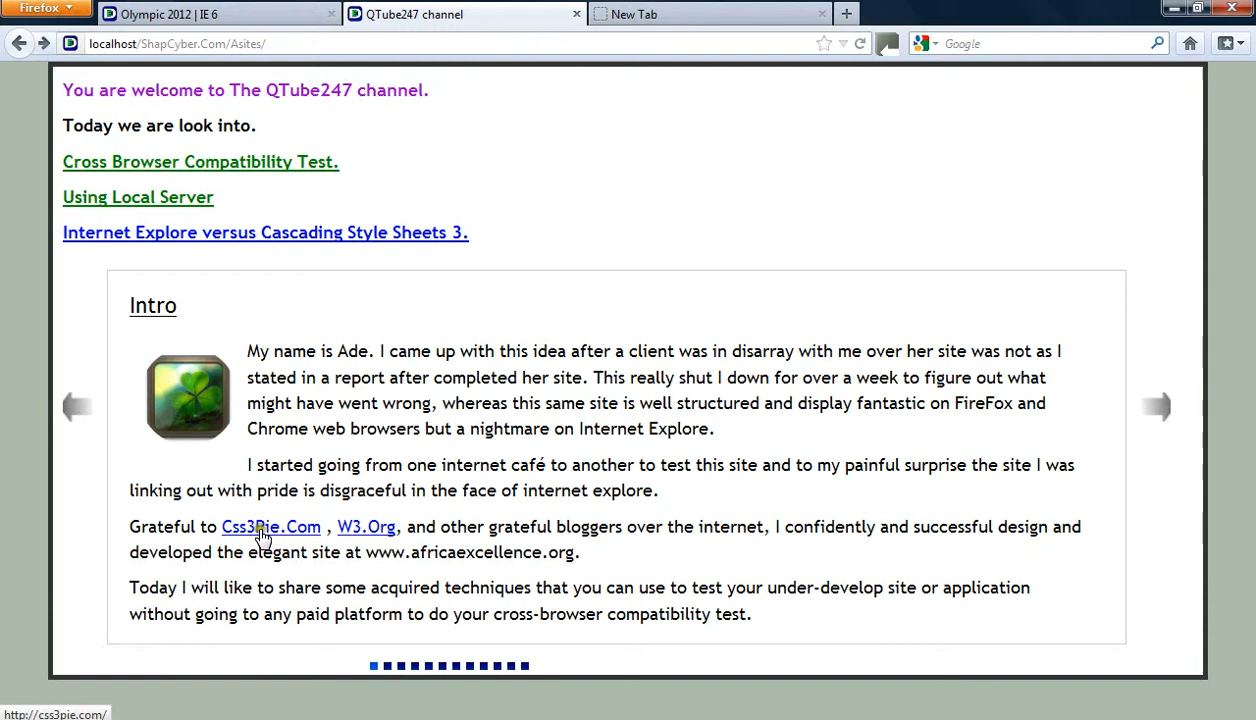 Firefox
Olympic 2012 | IE 6
QTube247 channel
New Tab
localhost/ShapCyber.Com/Asites/
Google
You are welcome to The QTube247 channel.
Today we are look into.
Cross Browser Compatibility Test.
Using Local Server
Internet Explore versus Cascading Style Sheets 3.
Intro
My name is Ade. I came up with this idea after a client was in disarray with me over her site was not as I
stated in a report after completed her site. This really shut I down for over a week to figure out what
might have went wrong, whereas this same site is well structured and display fantastic on FireFox and
Chrome web browsers but a nightmare on Internet Explore.
I started going from one internet café to another to test this site and to my painful surprise the site I was
linking out with pride is disgraceful in the face of internet explore.
Grateful to Css3Pie.Com , W3.Org, and other grateful bloggers over the internet, I confidently and successful design and
developed the elegant site at www.africaexcellence.org.
Today I will like to share some acquired techniques that you can use to test your under-develop site or application
without going to any paid platform to do your cross-browser compatibility test.
http://css3pie.com/